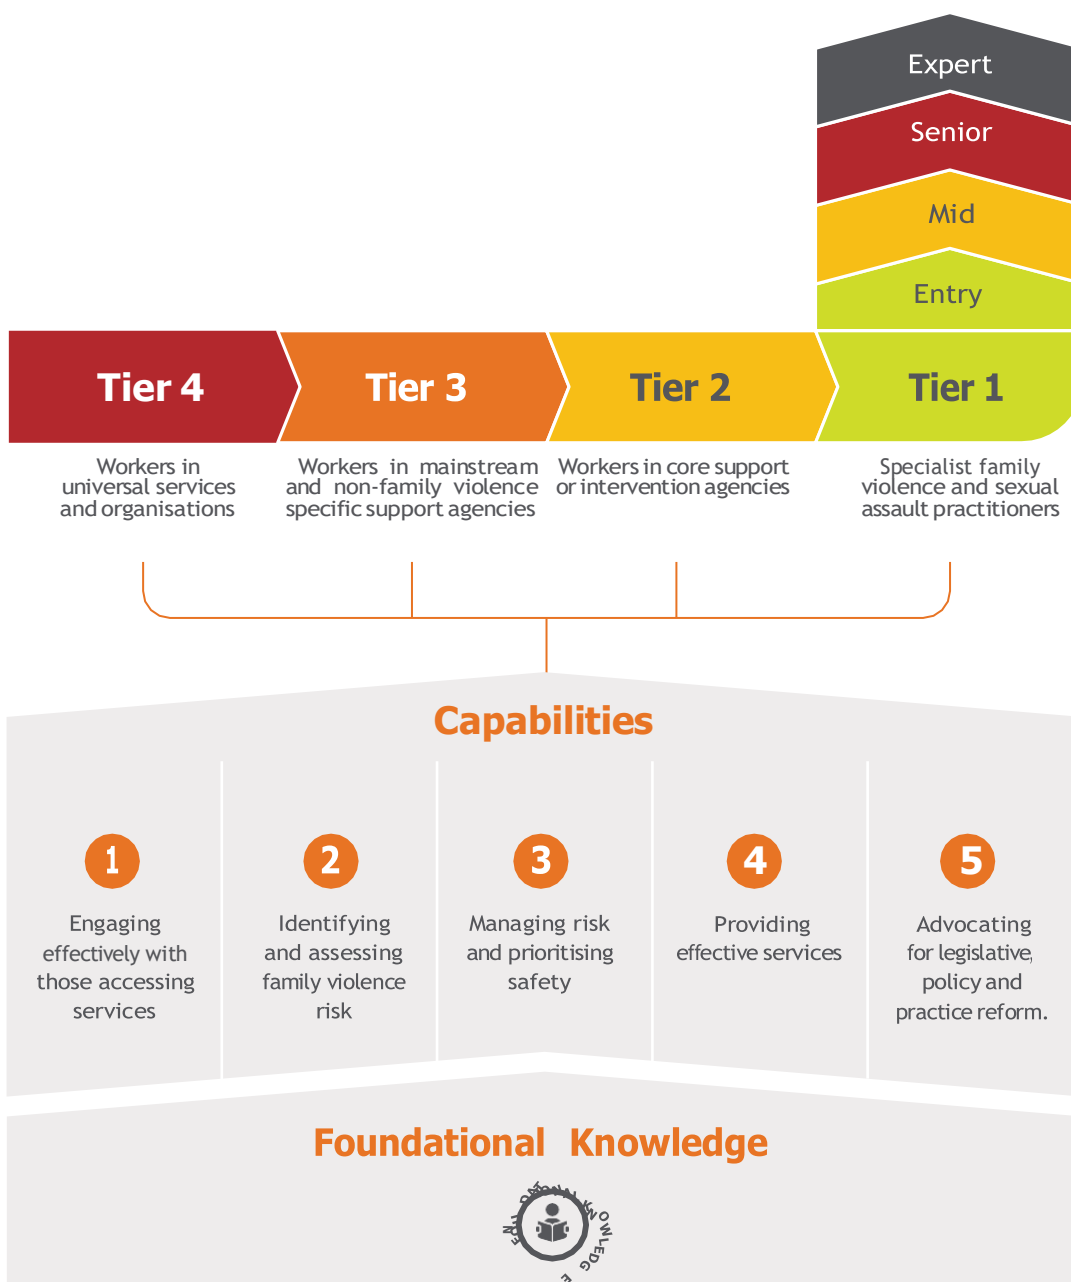 Expert
Senior
Mid
Entry
Tier 4
Tier 3
Tier 2
Tier 1
Workers in
universal services
and organisations
Workers in mainstream
and non-family violence
specific support agencies
Workers in core support
or intervention agencies
Specialist family
violence and sexual
assault practitioners
Capabilities
1
Engaging
effectively with
those accessing
services
2
Identifying
and assessing
family violence
risk
3
Managing risk
and prioritising
safety
4
Providing
effective services
5
Advocating
for legislative,
policy and
practice reform.
Foundational Knowledge